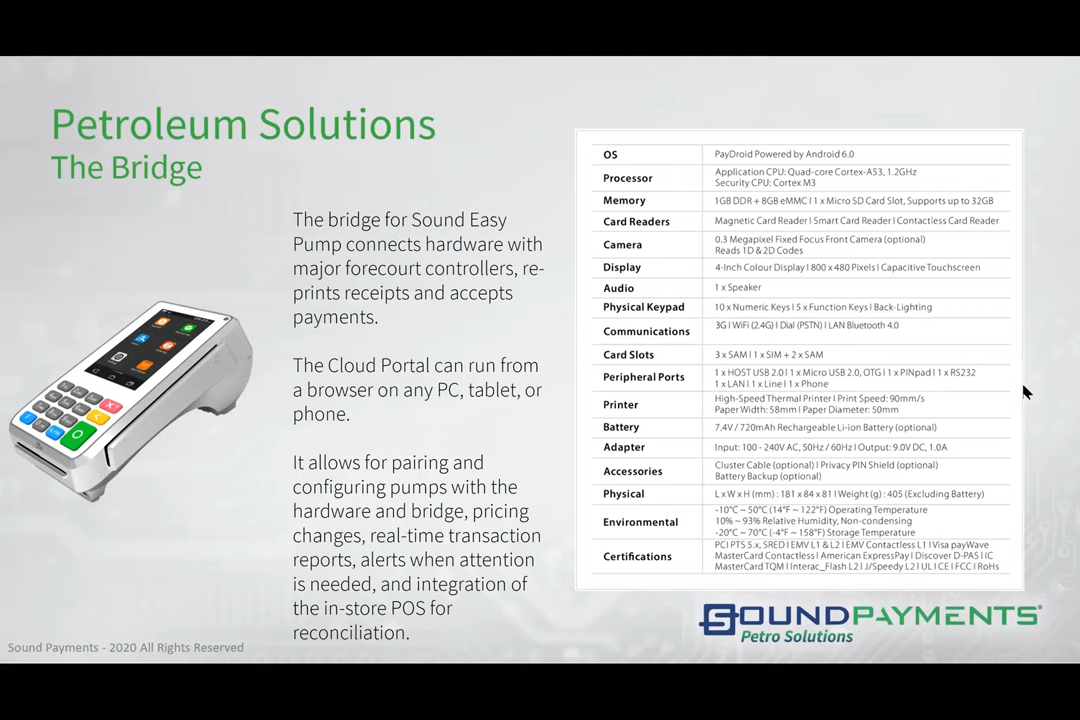 Petroleum Solutions
The Bridge
The bridge for Sound Easy
Pump connects hardware with
major forecourt controllers, re-
prints receipts and accepts
payments.
The Cloud Portal can run from
a browser on any PC, tablet, or
phone.
It allows for pairing and
configuring pumps with the
hardware and bridge, pricing
changes, real-time transaction
reports, alerts when attention
is needed, and integration of
the in-store POS for
reconciliation.
OS PayDroid Powered by Android 6.0
Processor Application CPU: Quad-core Cortex-A53, 1.2GHz
Security CPU: Cortex M3
Memory 1GB DDR + 8GB eMMC | 1 x Micro SD Card Slot, Supports up to 32GB
Card Readers Magnetic Card Reader | Smart Card Reader | Contactless Card Reader
Camera 0.3 Megapixel Fixed Focus Front Camera (optional)
Reads 1D & 2D Codes
Display 4-Inch Colour Display | 800 x 480 Pixels | Capacitive Touchscreen
Audio 1 x Speaker
Physical Keypad 10 x Numeric Keys | 5 x Function Keys | Back-Lighting
Communications 3G | WiFi (2.4G) | Dial (PSTN) | LAN Bluetooth 4.0
Card Slots 3 x SAM | 1 x SIM + 2 x SAM
Peripheral Ports 1 x HOST USB 2.0 | 1 x Micro USB 2.0, OTG | 1 x PINpad | 1 x RS232
1 x LAN | 1 x Line | 1 x Phone
Printer High-Speed Thermal Printer | Print Speed: 90mm/s
Paper Width: 58mm | Paper Diameter: 50mm
Battery 7.4V / 720mAh Rechargeable Li-ion Battery (optional)
Adapter Input: 100 - 240V AC, 50Hz / 60Hz | Output: 9.0V DC, 1.0A
Accessories Cluster Cable (optional) | Privacy PIN Shield (optional)
Battery Backup (optional)
Physical L x W x H (mm) : 181 x 84 x 81 | Weight (g) : 405 (Excluding Battery)
Environmental -10°C ~ 50°C (14°F ~ 122°F) Operating Temperature
10% ~ 93% Relative Humidity, Non-condensing
-20°C ~ 70°C (-4°F ~ 158°F) Storage Temperature
Certifications PCI PTS 5.x, SRED | EMV L1 & L2 | EMV Contactless L1 | Visa payWave
MasterCard Contactless | American ExpressPay | Discover D-PAS | IC
MasterCard TQM | Interac_Flash L2 | J/Speedy L2 | UL | CE | FCC | RoHs
SOUNDPAYMENTS®
Petro Solutions
Sound Payments - 2020 All Rights Reserved